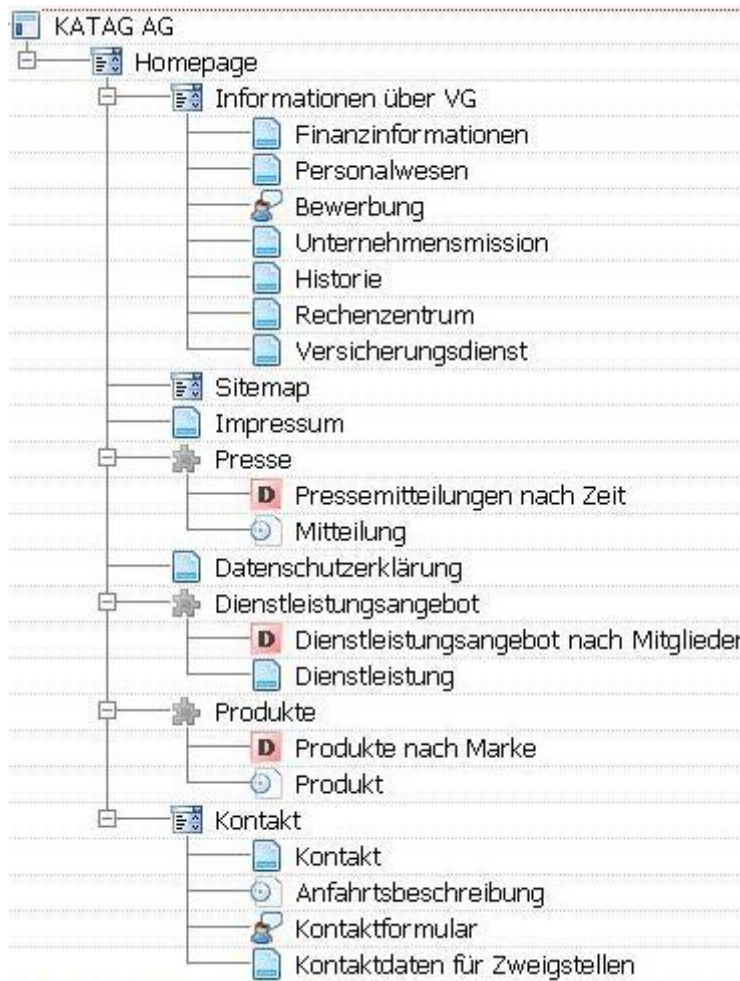 KATAG AG
Homepage
Informationen über VG
Finanzinformationen
Personalwesen
Bewerbung
Unternehmensmission
Historie
Rechenzentrum
Versicherungsdienst
Sitemap
Impressum
Presse
D Pressemitteilungen nach Zeit
Mitteilung
Datenschutzerklärung
Dienstleistungsangebot
D Dienstleistungsangebot nach Mitglieder
Dienstleistung
Produkte
D Produkte nach Marke
Produkt
Kontakt
Kontakt
Anfahrtsbeschreibung
Kontaktformular
Kontaktdaten für Zweigstellen